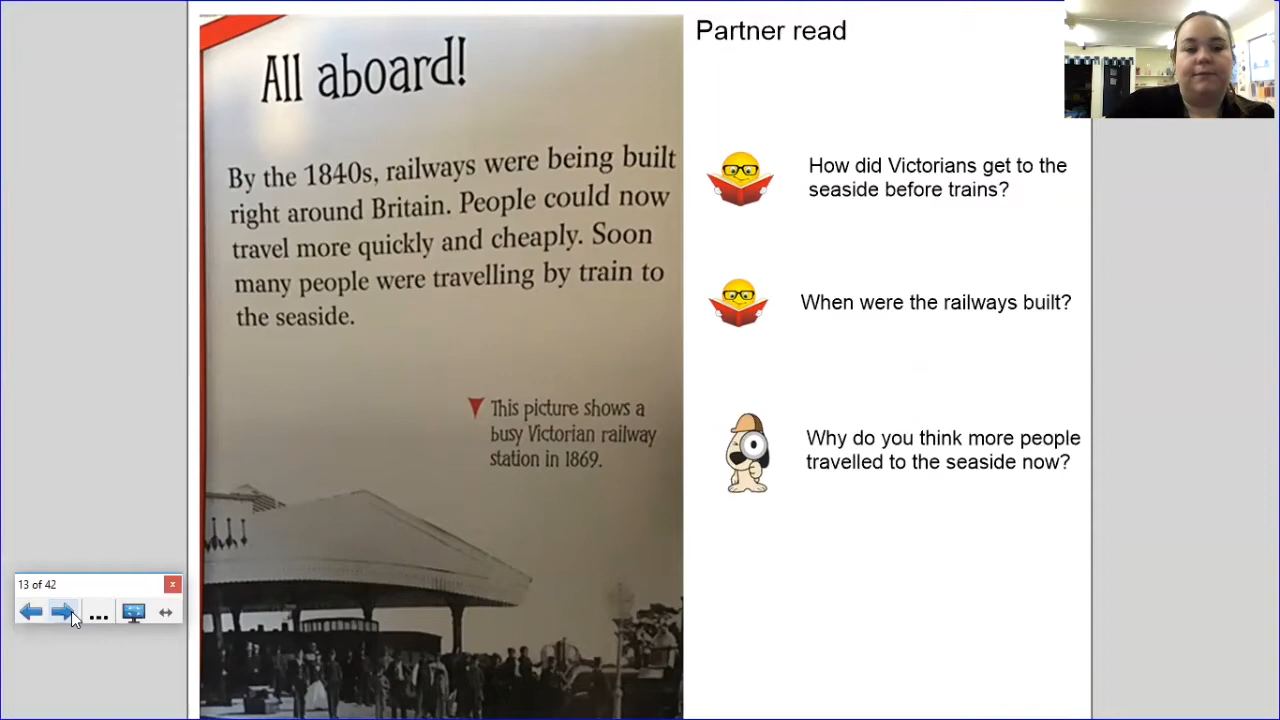 All aboard!
By the 1840s, railways were being built
right around Britain. People could now
travel more quickly and cheaply. Soon
many people were travelling by train to
the seaside.
This picture shows a
busy Victorian railway
station in 1869.
Partner read
How did Victorians get to the
seaside before trains?
When were the railways built?
Why do you think more people
travelled to the seaside now?
13 of 42